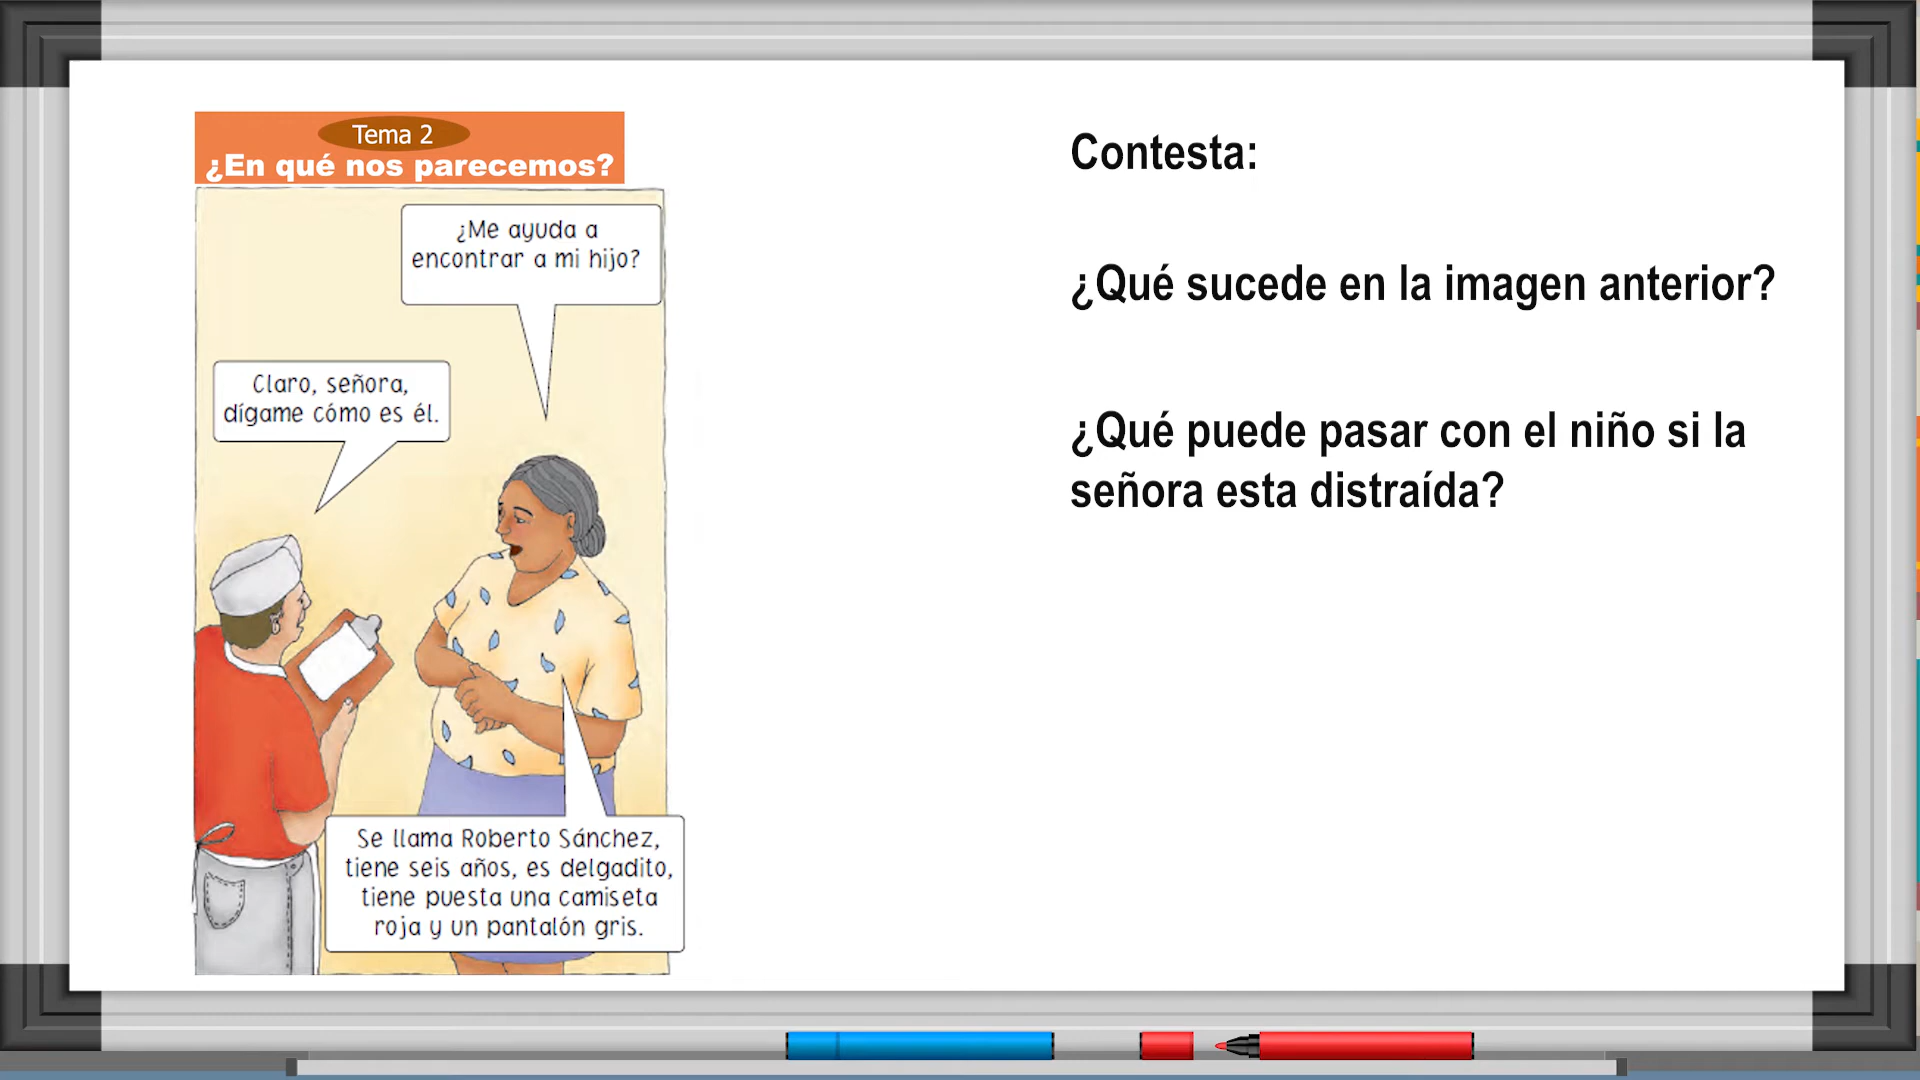 Tema 2
¿En qué nos parecemos?
¿Me ayuda a
encontrar a mi hijo?
Claro, señora,
dígame cómo es él.
Se llama Roberto Sánchez,
tiene seis años, es delgadito,
tiene puesta una camiseta
roja y un pantalón gris.
Contesta:
¿Qué sucede en la imagen anterior?
¿Qué puede pasar con el niño si la
señora esta distraída?